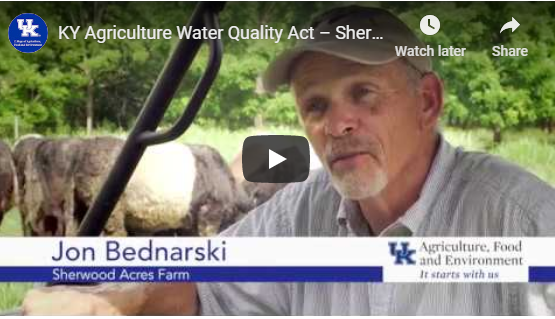 KY Agriculture Water Quality Act – Sher...
Watch later
Share
Jon Bednarski
Sherwood Acres Farm
UK
Agriculture, Food
and Environment
It starts with us
UK